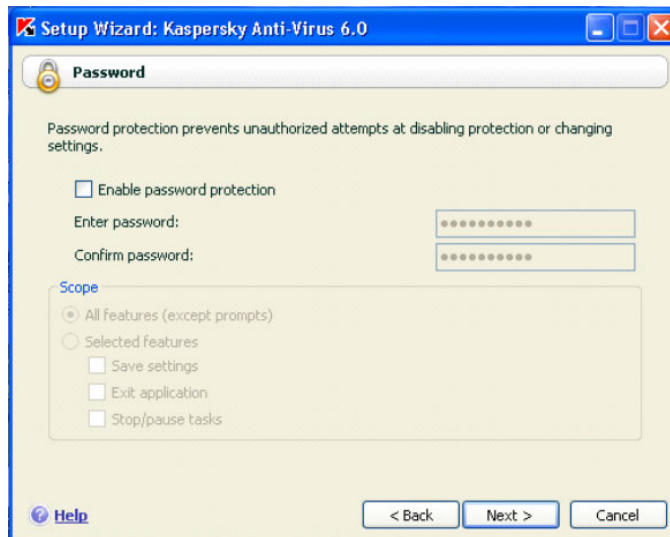 Setup Wizard: Kaspersky Anti-Virus 6.0
Password
Password protection prevents unauthorized attempts at disabling protection or changing
settings.
Enable password protection
Enter password: ••••••••••
Confirm password: ••••••••••
Scope
All features (except prompts)
Selected features
Save settings
Exit application
Stop/pause tasks
Help < Back Next > Cancel